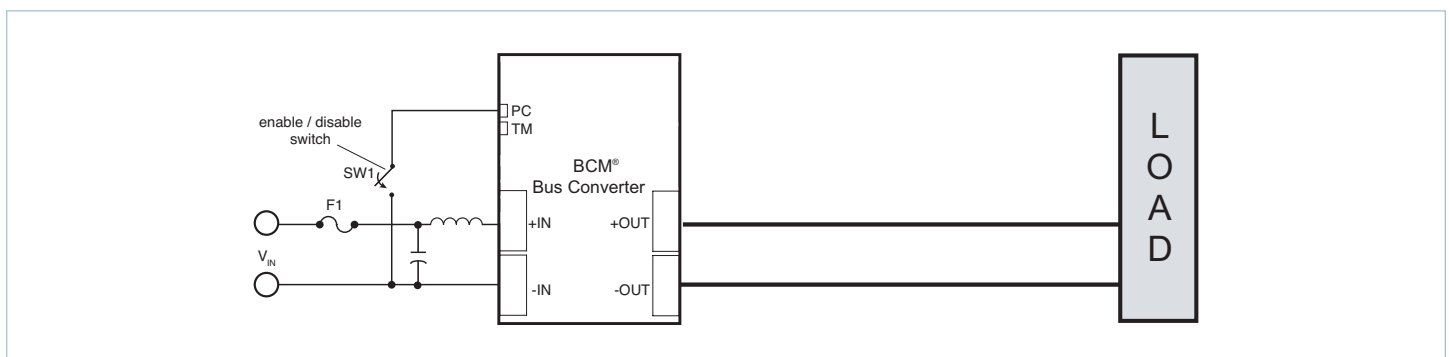 enable / disable
switch
SW1
F1
V_IN
PC
TM
BCM®
Bus Converter
+IN
+OUT
-IN
-OUT
L
O
A
D